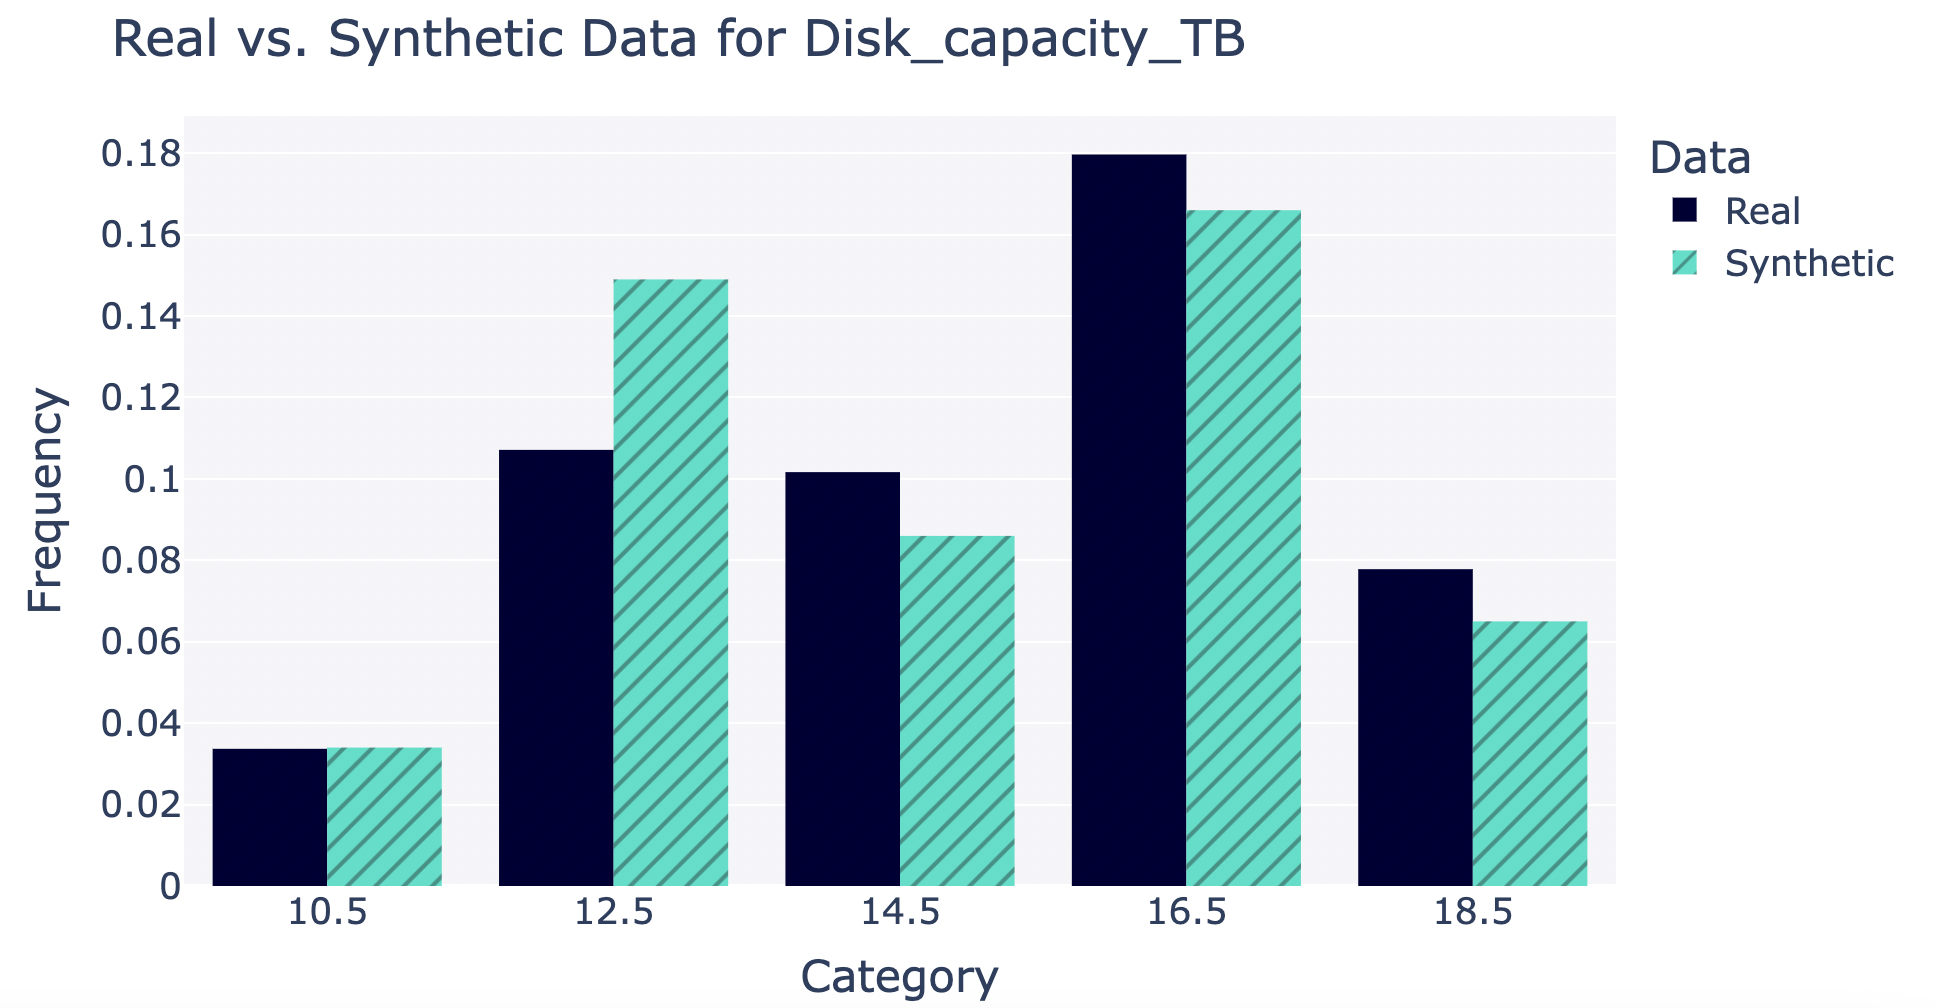 Real vs. Synthetic Data for Disk_capacity_TB
0.18
0.16
0.14
0.12
0.1
0.08
0.06
0.04
0.02
0
Frequency
10.5 12.5 14.5 16.5 18.5
Category
Data
Real
Synthetic